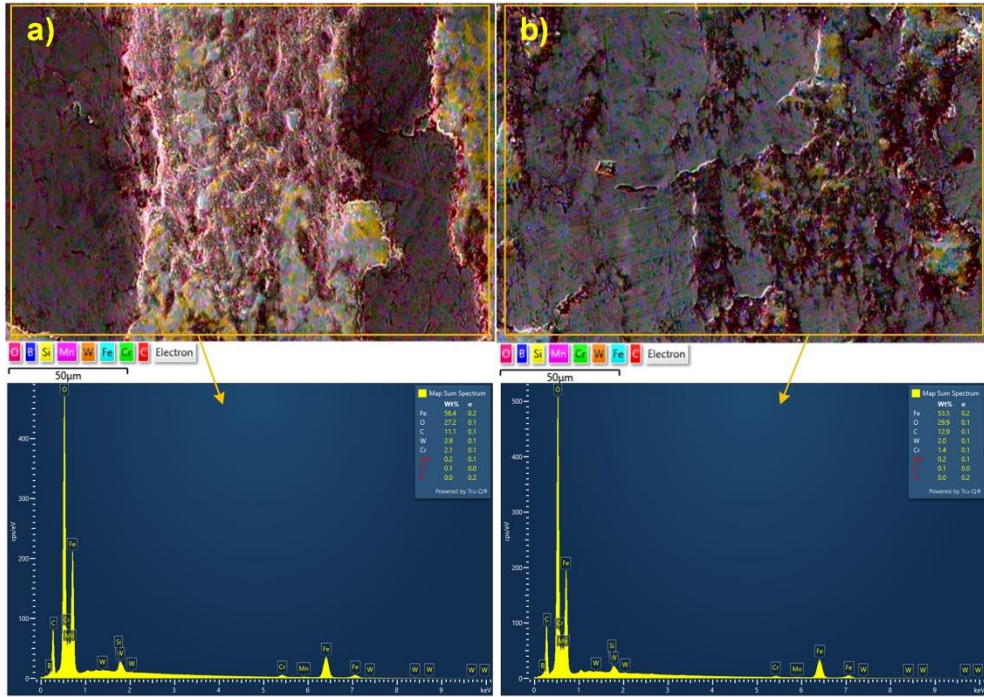 a)
b)
O B Si Mn W Fe Cr C Electron
50µm
O B Si Mn Cr W Fe C Electron
50µm
Map Sum Spectrum
Wt% σ
Fe 56.4 0.2
O 27.2 0.1
C 11.1 0.1
W 2.9 0.1
Cr 2.1 0.1
0.2 0.1
0.1 0.0
0.0 0.2
Powered by Tru-Q®
cps/eV
400
300
200
100
0
O
Fe
C
Cr
Mn
B
W
Si
W
W
Cr
Mn
Fe
Fe
W
W
W
W
W
0 1 2 3 4 5 6 7 8 9 keV
Map Sum Spectrum
Wt% σ
Fe 53.5 0.2
O 29.9 0.1
C 12.9 0.1
W 2.0 0.1
Cr 1.4 0.1
0.2 0.1
0.1 0.0
0.0 0.2
Powered by Tru-Q®
cps/eV
500
400
300
200
100
0
O
Fe
C
Cr
Mn
B
W
Si
W
W
Cr
Mn
Fe
Fe
W
W
W
W
W
0 1 2 3 4 5 6 7 8 9 keV